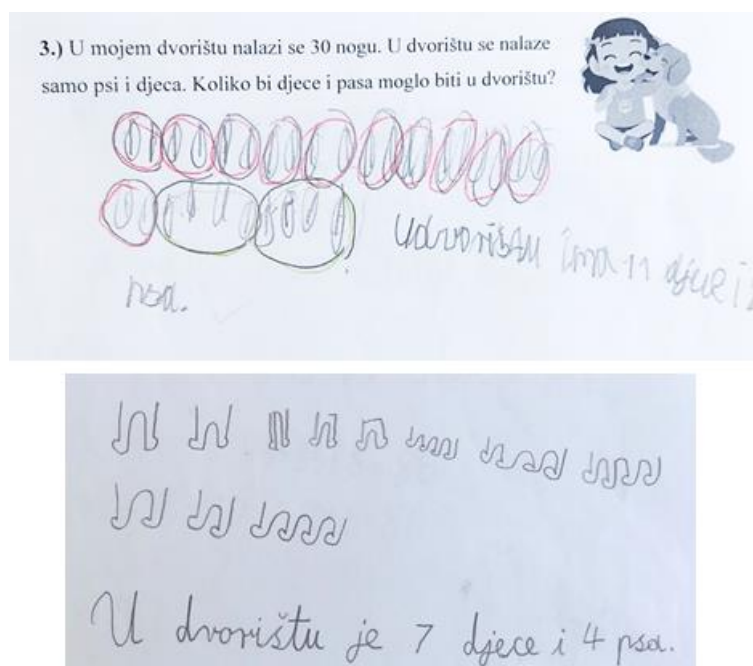 3.) U mojem dvorištu nalazi se 30 nogu. U dvorištu se nalaze
samo psi i djeca. Koliko bi djece i pasa moglo biti u dvorištu?
U dvorištu ima 11 djece i
psa.
U dvorištu je 7 djece i 4 psa.